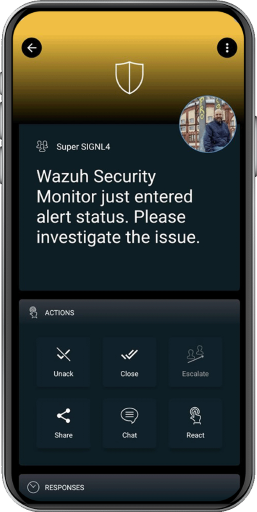 Super SIGNL4
Wazuh Security
Monitor just entered
alert status. Please
investigate the issue.
ACTIONS
Unack
Close
Escalate
Share
Chat
React
RESPONSES